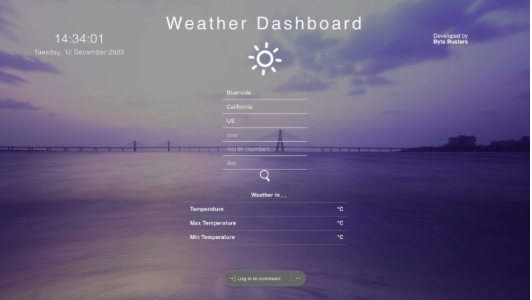 Weather Dashboard
14:34:01
Tuesday, 12 December 2023
Developed by
Byte Busters
Riverside
California
US
year
month (number)
day
Weather in , ,
Temperature °C
Max Temperature °C
Min Temperature °C
Log in to comment